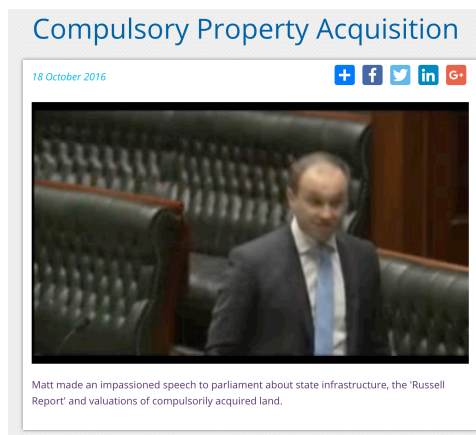 Compulsory Property Acquisition
18 October 2016
G+
Matt made an impassioned speech to parliament about state infrastructure, the 'Russell
Report' and valuations of compulsorily acquired land.